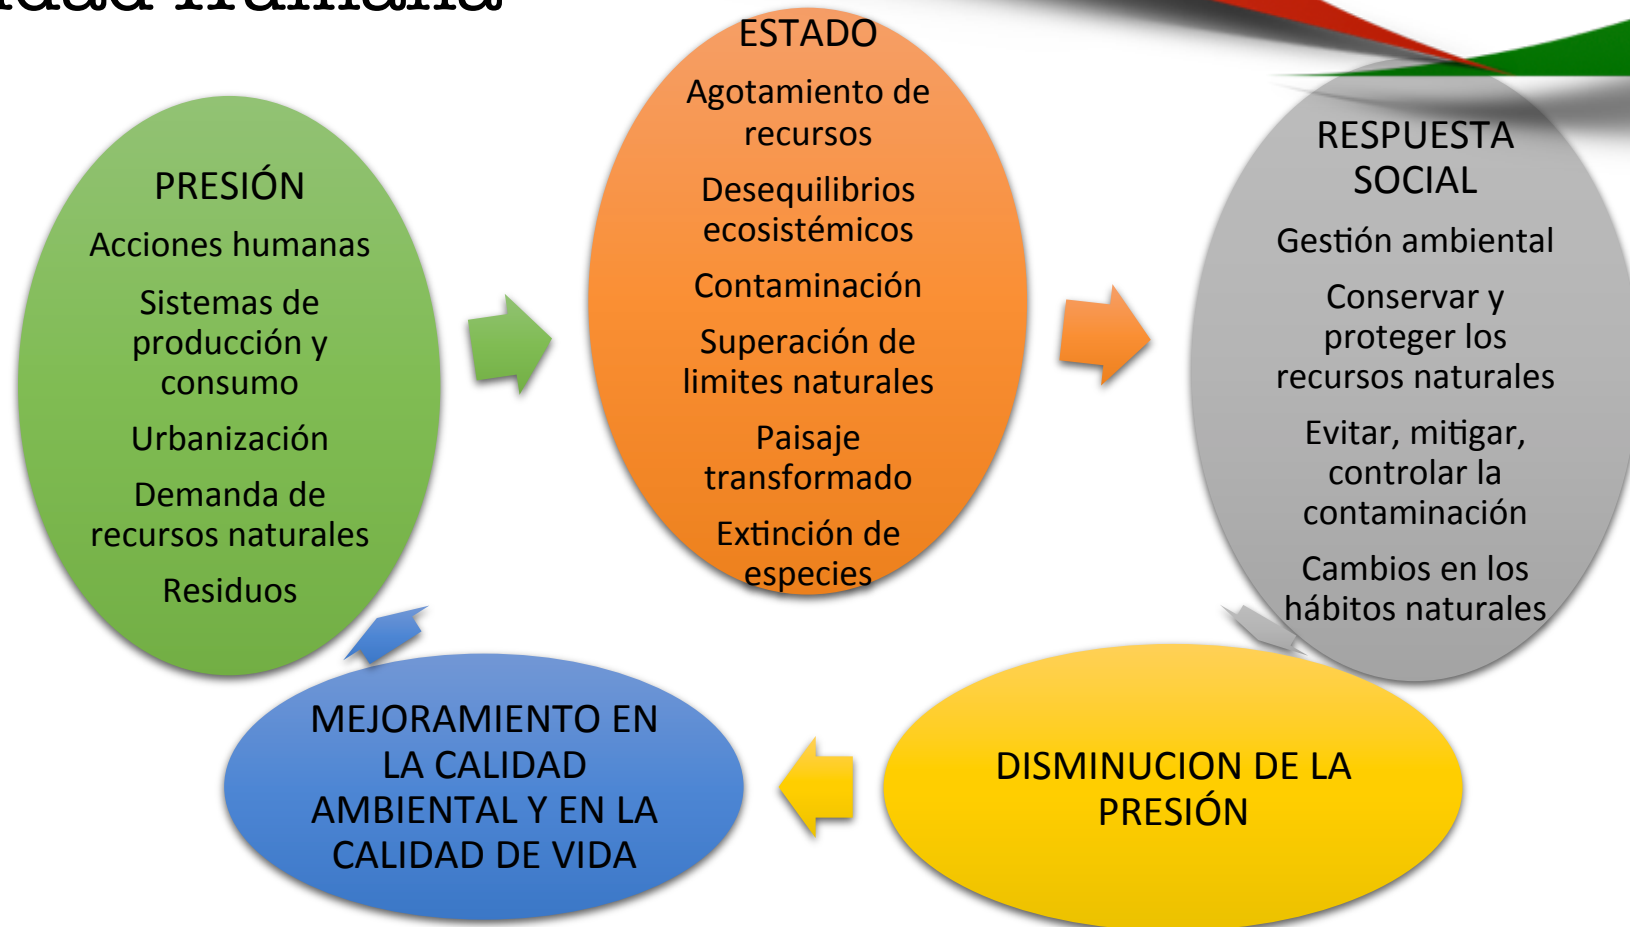 Humana
PRESIÓN
Acciones humanas
Sistemas de
producción y
consumo
Urbanización
Demanda de
recursos naturales
Residuos
ESTADO
Agotamiento de
recursos
Desequilibrios
ecosistémicos
Contaminación
Superación de
limites naturales
Paisaje
transformado
Extinción de
especies
RESPUESTA
SOCIAL
Gestión ambiental
Conservar y
proteger los
recursos naturales
Evitar, mitigar,
controlar la
contaminación
Cambios en los
hábitos naturales
DISMINUCION DE LA
PRESIÓN
MEJORAMIENTO EN
LA CALIDAD
AMBIENTAL Y EN LA
CALIDAD DE VIDA